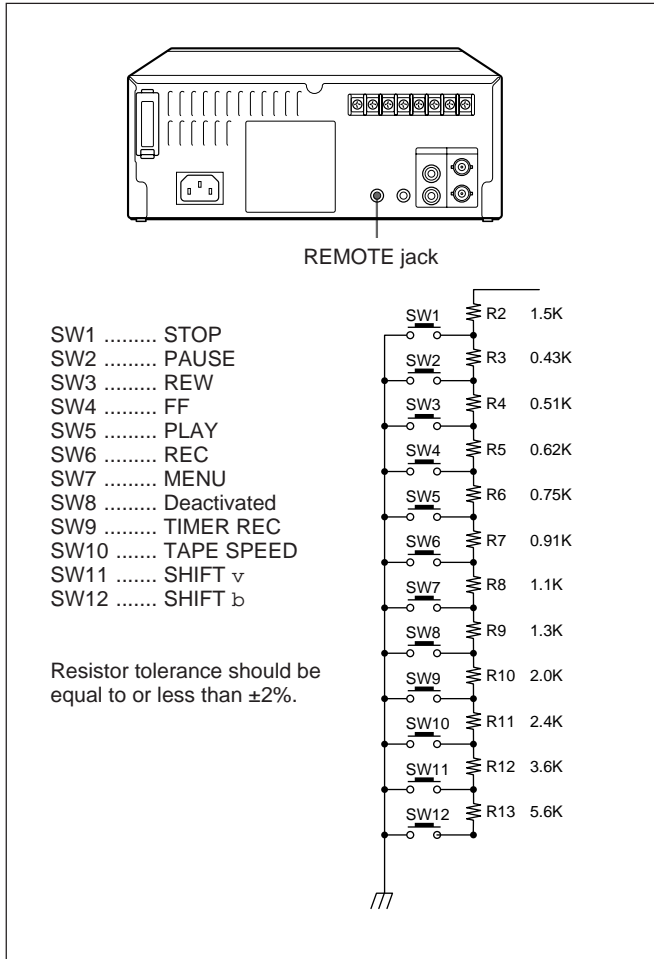 REMOTE jack
SW1 ......... STOP
SW2 ......... PAUSE
SW3 ......... REW
SW4 ......... FF
SW5 ......... PLAY
SW6 ......... REC
SW7 ......... MENU
SW8 ......... Deactivated
SW9 ......... TIMER REC
SW10 ....... TAPE SPEED
SW11 ....... SHIFT v
SW12 ....... SHIFT b
Resistor tolerance should be
equal to or less than ±2%.
R2 1.5K
SW1
R3 0.43K
SW2
R4 0.51K
SW3
R5 0.62K
SW4
R6 0.75K
SW5
R7 0.91K
SW6
R8 1.1K
SW7
R9 1.3K
SW8
R10 2.0K
SW9
R11 2.4K
SW10
R12 3.6K
SW11
R13 5.6K
SW12